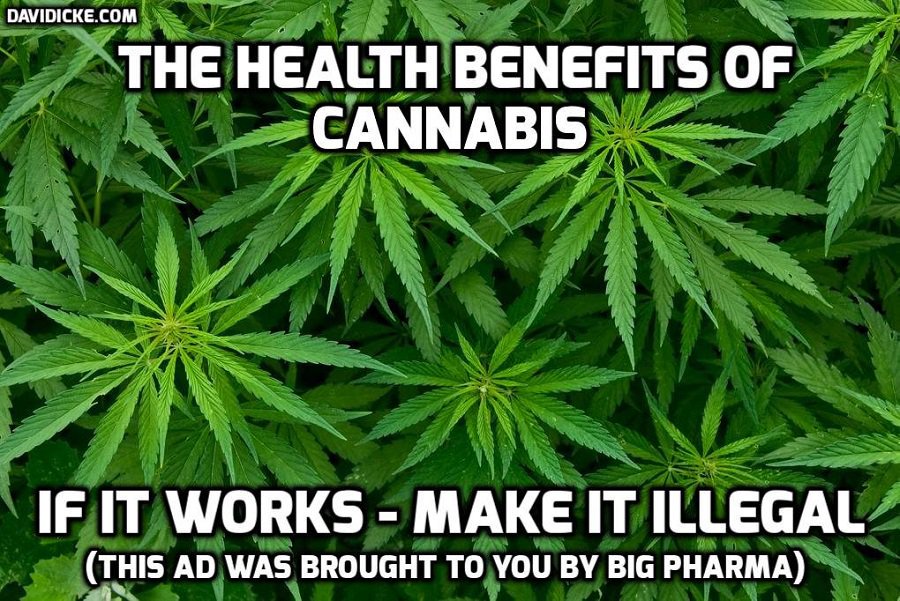 DAVIDICKE.COM
THE HEALTH BENEFITS OF
CANNABIS
IF IT WORKS - MAKE IT ILLEGAL
(THIS AD WAS BROUGHT TO YOU BY BIG PHARMA)